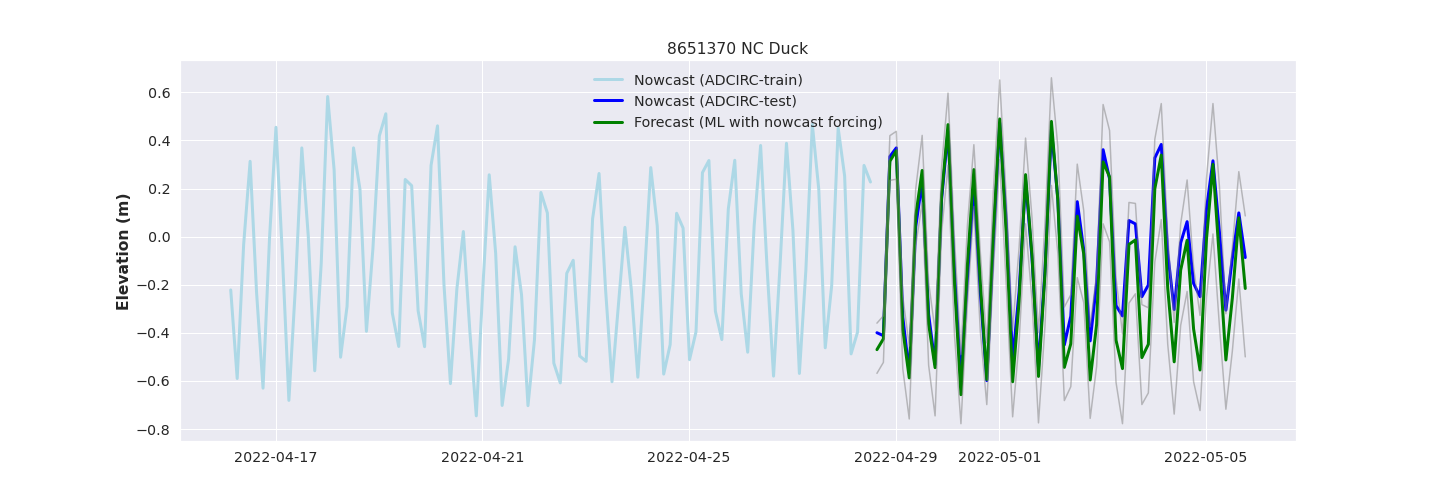 8651370 NC Duck
Nowcast (ADCIRC-train)
Nowcast (ADCIRC-test)
Forecast (ML with nowcast forcing)
Elevation (m)
0.6
0.4
0.2
0.0
−0.2
−0.4
−0.6
−0.8
2022-04-17 2022-04-21 2022-04-25 2022-04-29 2022-05-01 2022-05-05